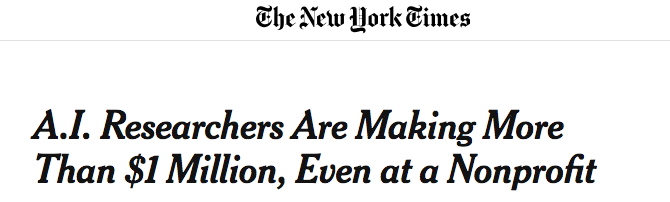 The New York Times
A.I. Researchers Are Making More
Than $1 Million, Even at a Nonprofit